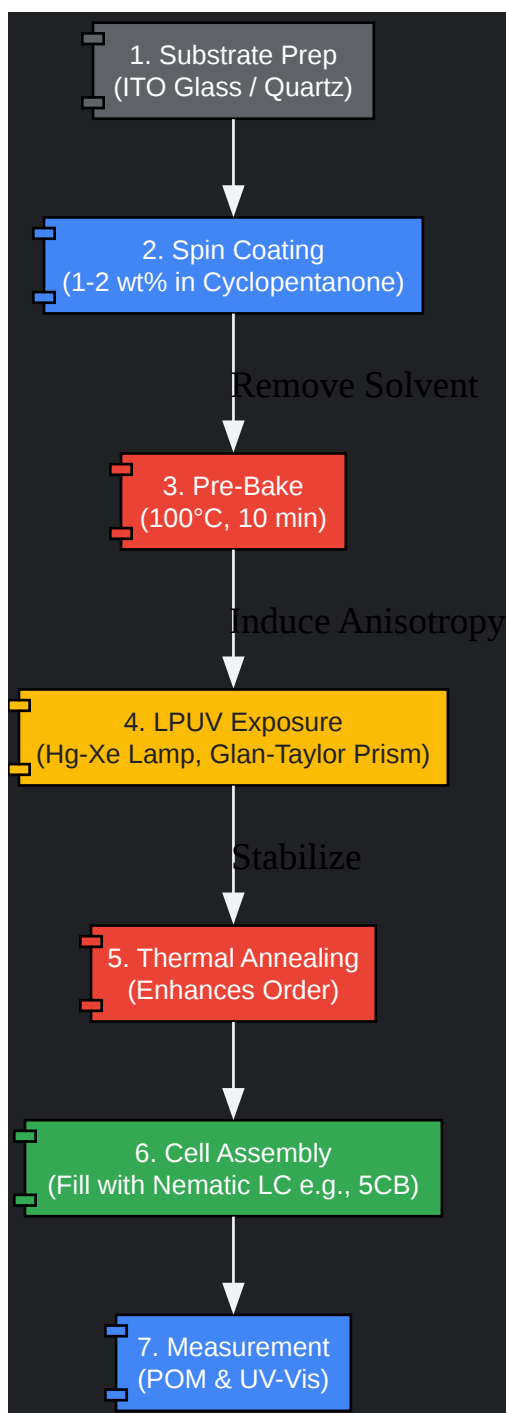 1. Substrate Prep
(ITO Glass / Quartz)
2. Spin Coating
(1-2 wt% in Cyclopentanone)
Remove Solvent
3. Pre-Bake
(100°C, 10 min)
Induce Anisotropy
4. LPUV Exposure
(Hg-Xe Lamp, Glan-Taylor Prism)
Stabilize
5. Thermal Annealing
(Enhances Order)
6. Cell Assembly
(Fill with Nematic LC e.g., 5CB)
7. Measurement
(POM & UV-Vis)